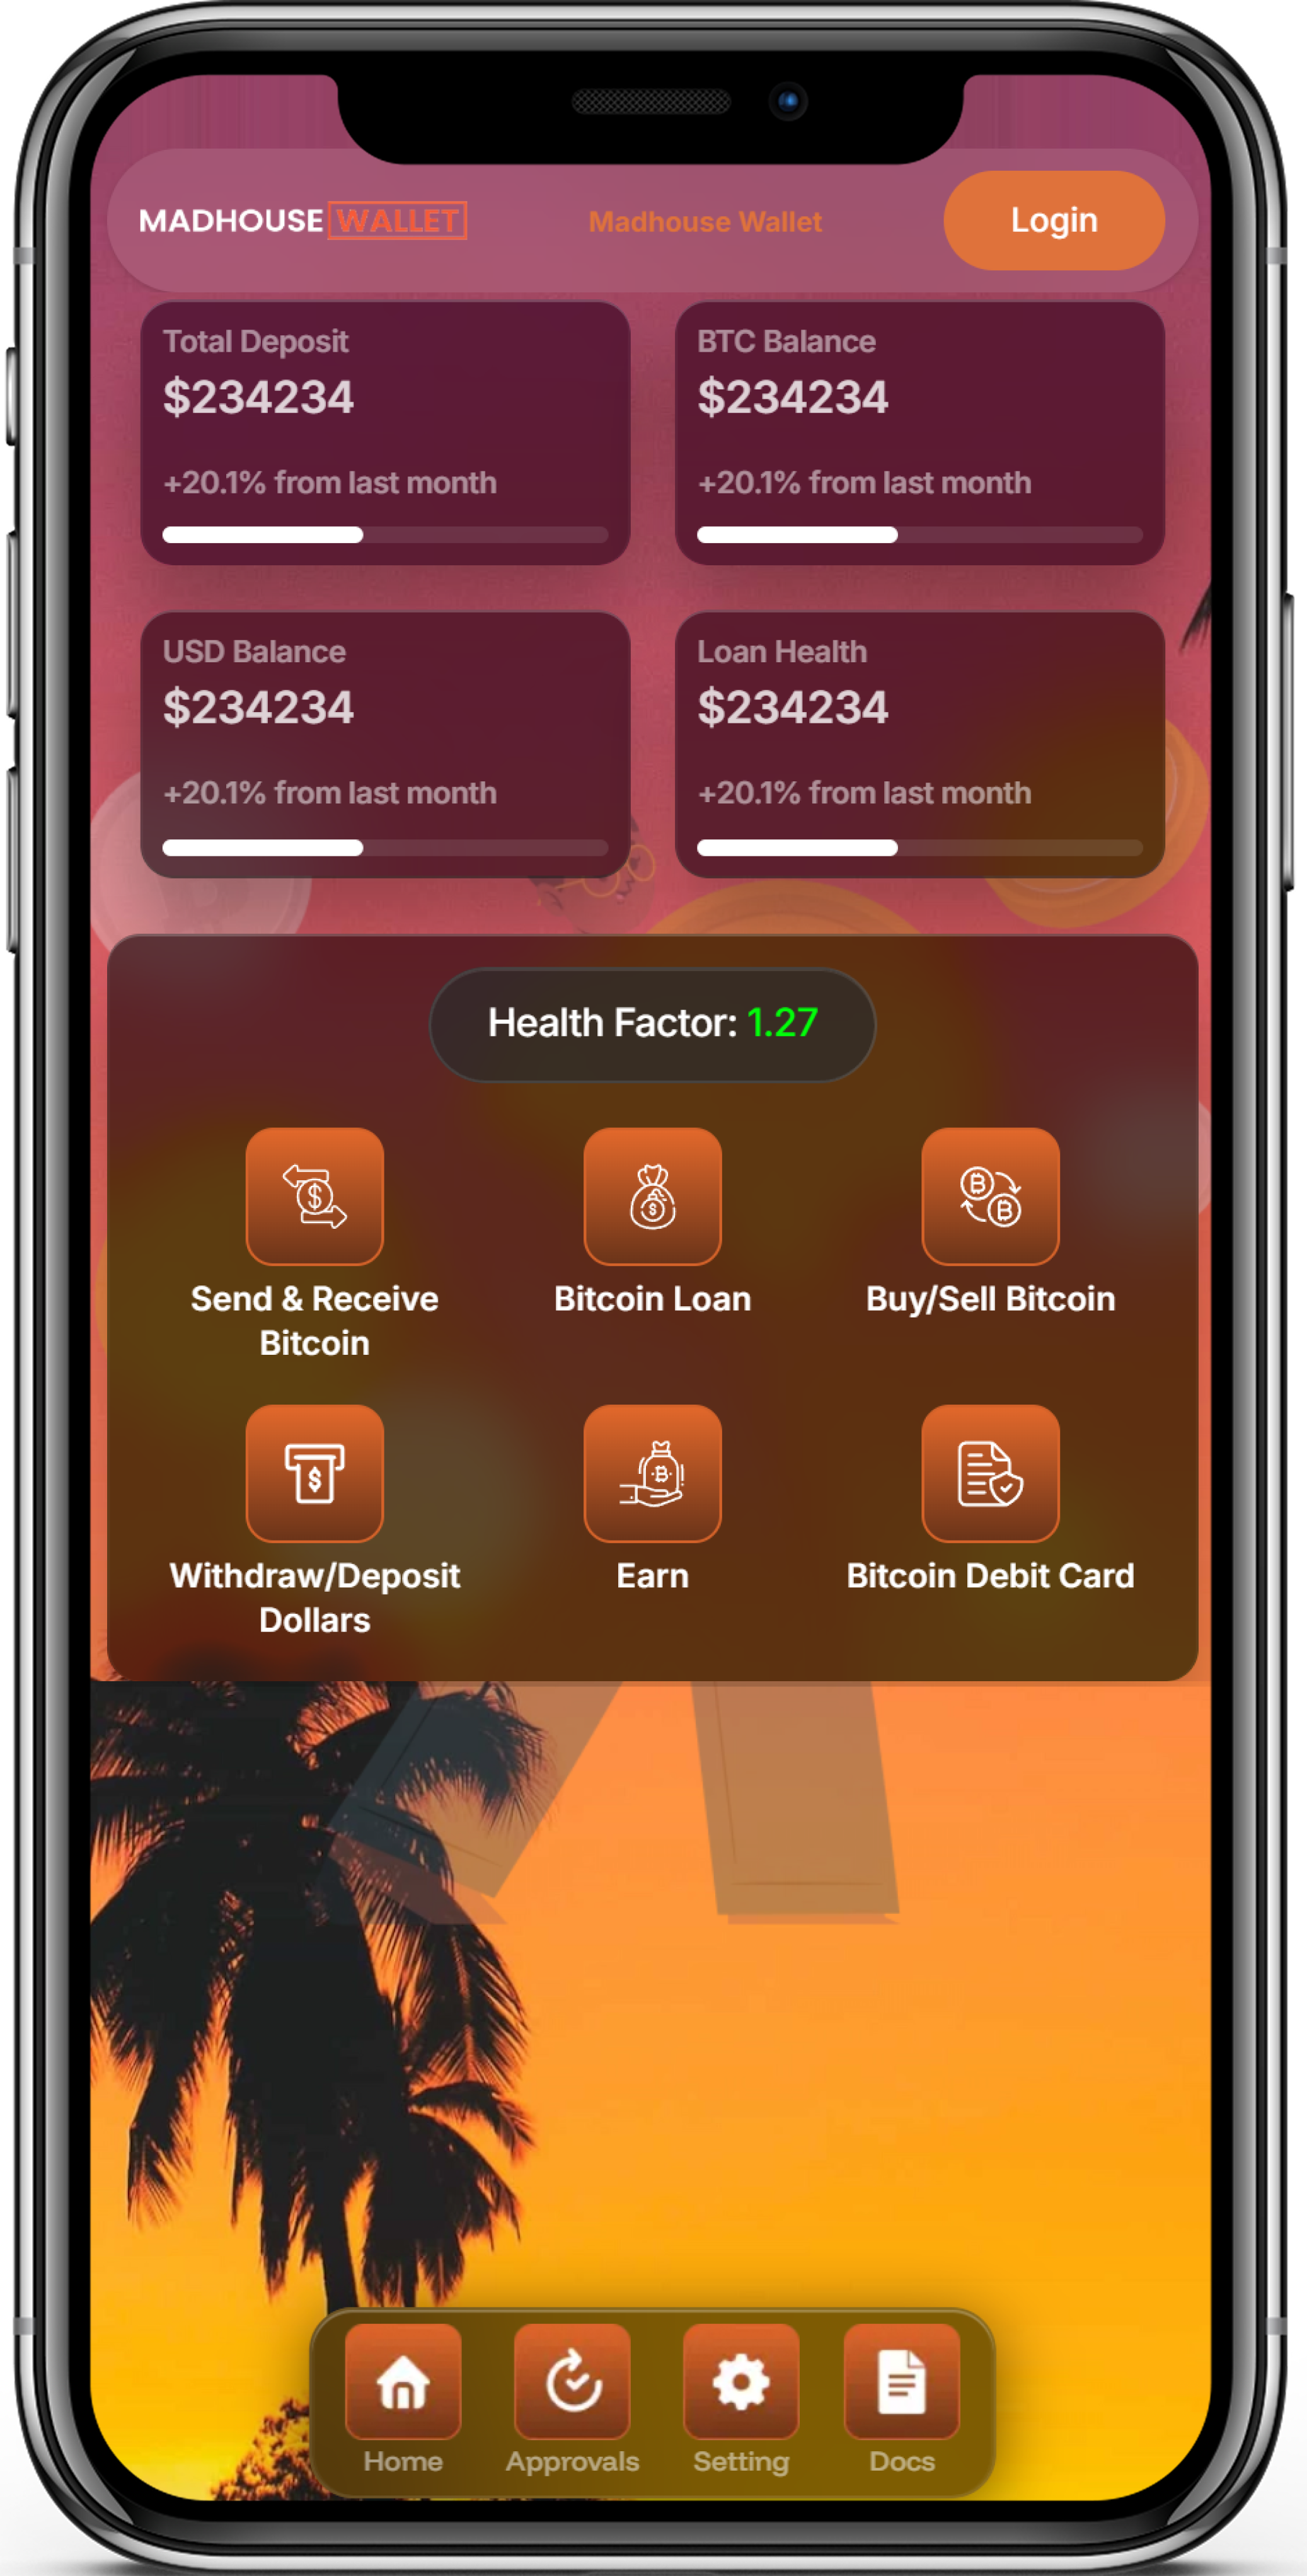 MADHOUSE WALLET
Madhouse Wallet
Login
Total Deposit
$234234
+20.1% from last month
BTC Balance
$234234
+20.1% from last month
USD Balance
$234234
+20.1% from last month
Loan Health
$234234
+20.1% from last month
Health Factor: 1.27
Send & Receive
Bitcoin
Bitcoin Loan
Buy/Sell Bitcoin
Withdraw/Deposit
Dollars
Earn
Bitcoin Debit Card
Home
Approvals
Setting
Docs